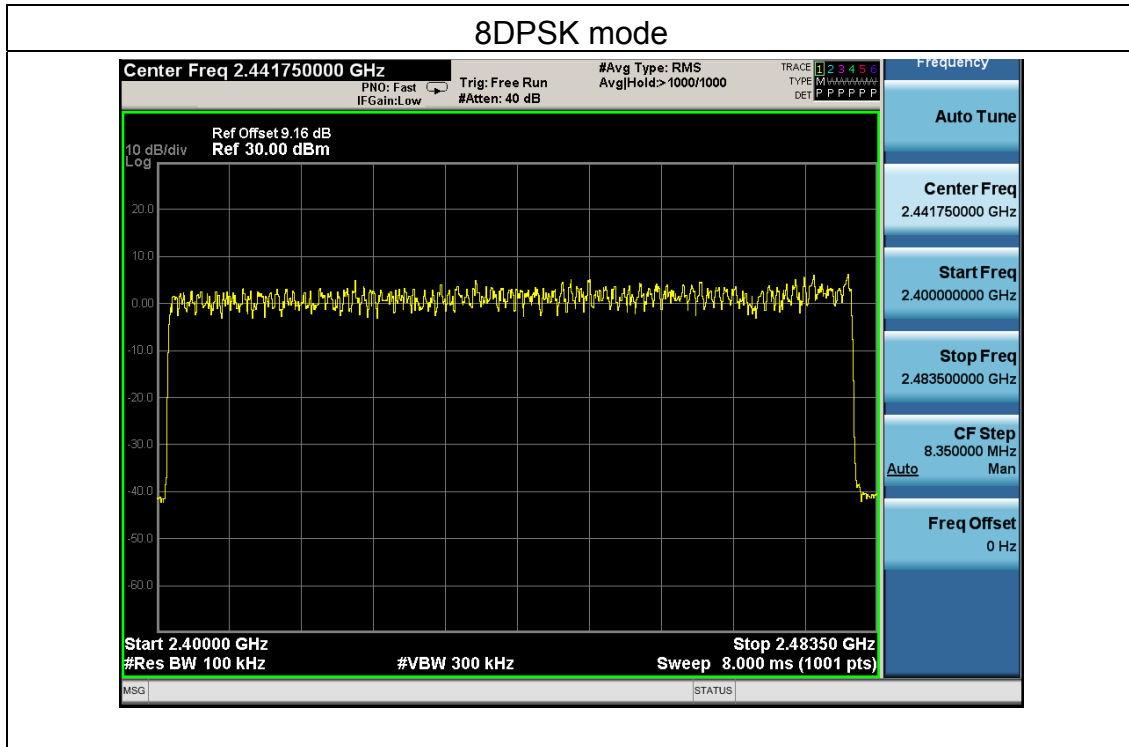 8DPSK mode
Center Freq 2.441750000 GHz
PNO: Fast
IFGain:Low
Trig: Free Run
#Atten: 40 dB
#Avg Type: RMS
Avg|Hold:>1000/1000
TRACE 1 2 3 4 5 6
TYPE M
DET P P P P P P
Frequency
Ref Offset 9.16 dB
10 dB/div Ref 30.00 dBm
Log
20.0
10.0
0.00
-10.0
-20.0
-30.0
-40.0
-50.0
-60.0
Start 2.40000 GHz
Stop 2.48350 GHz
#Res BW 100 kHz
#VBW 300 kHz
Sweep 8.000 ms (1001 pts)
MSG
STATUS
Auto Tune
Center Freq
2.441750000 GHz
Start Freq
2.400000000 GHz
Stop Freq
2.483500000 GHz
CF Step
8.350000 MHz
Auto Man
Freq Offset
0 Hz